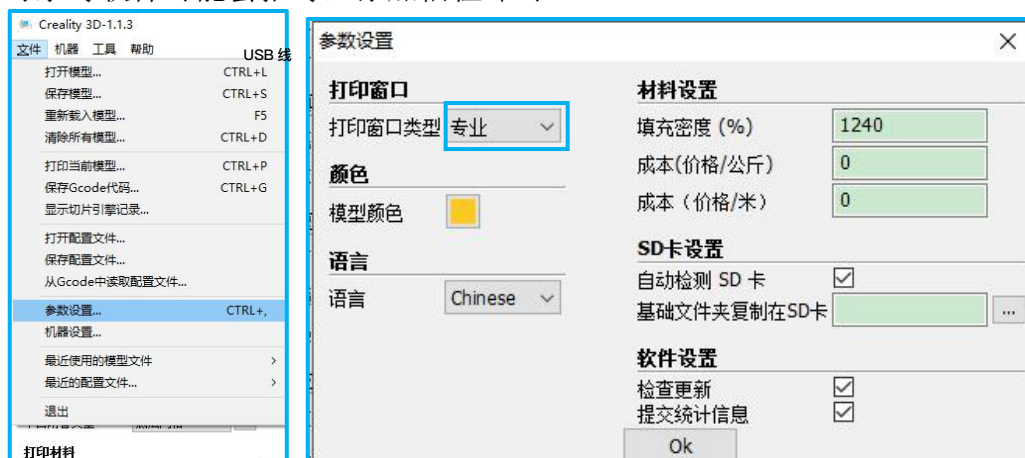 Creality 3D-1.1.3
文件 机器 工具 帮助
USB 线
打开模型... CTRL+L
保存模型... CTRL+S
重新载入模型... F5
清除所有模型... CTRL+D
打印当前模型... CTRL+P
保存Gcode代码... CTRL+G
显示切片引擎记录...
打开配置文件...
保存配置文件...
从Gcode中读取配置文件...
参数设置... CTRL+,
机器设置...
最近使用的模型文件 >
最近的配置文件... >
退出
打印材料
参数设置
打印窗口
打印窗口类型 专业
颜色
模型颜色
语言
语言 Chinese
材料设置
填充密度 (%) 1240
成本(价格/公斤) 0
成本（价格/米） 0
SD卡设置
自动检测 SD 卡
基础文件夹复制在SD卡 ...
软件设置
检查更新
提交统计信息
Ok